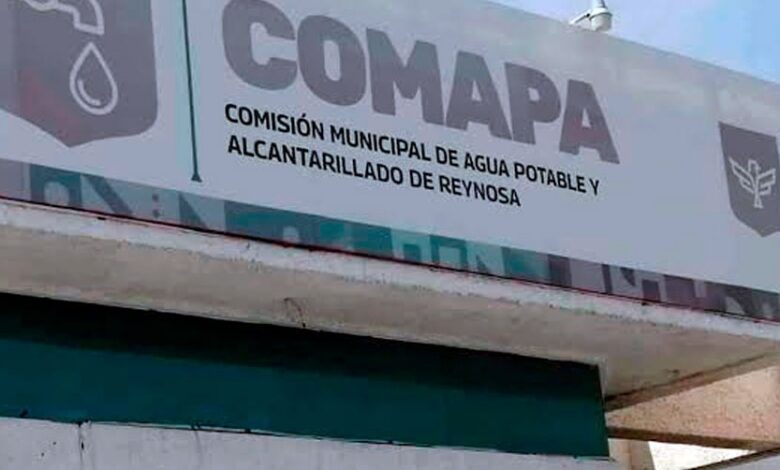 COMAPA
COMISIÓN MUNICIPAL DE AGUA POTABLE Y
ALCANTARILLADO DE REYNOSA